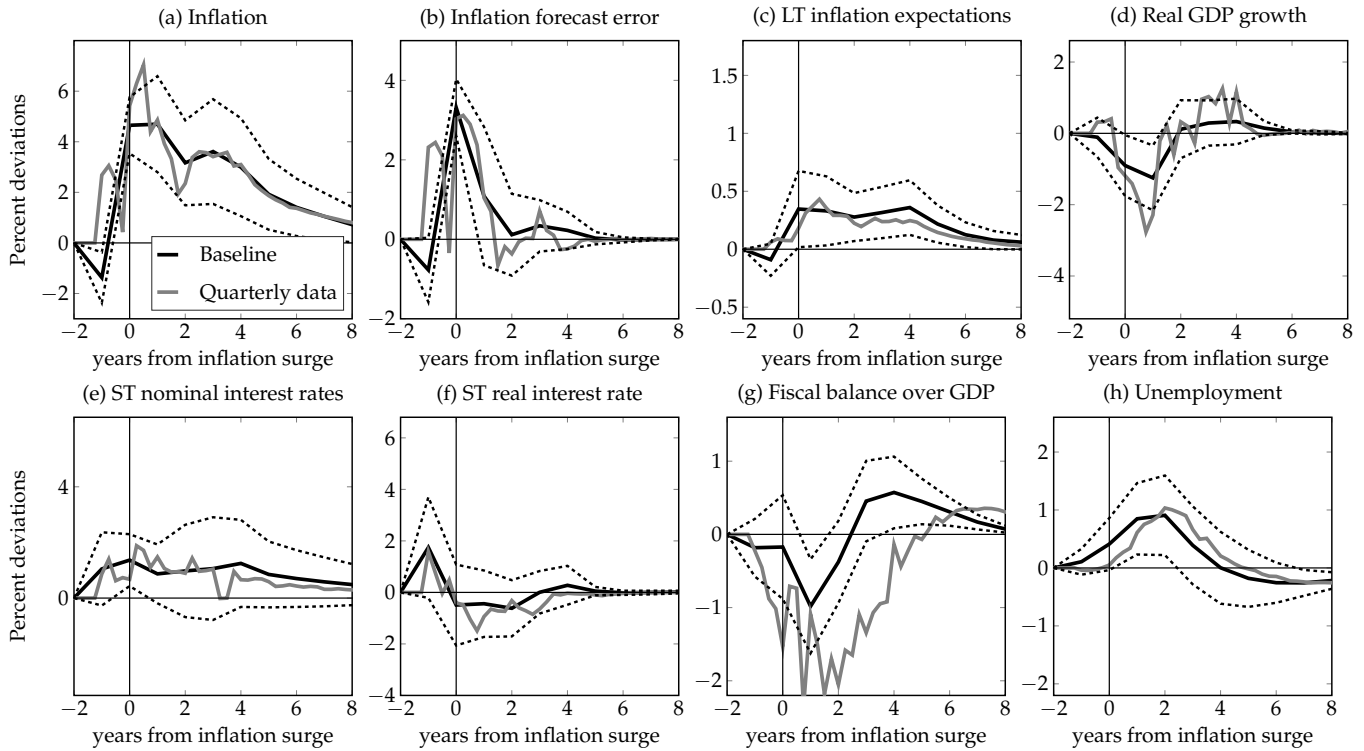 (a) Inflation
(b) Inflation forecast error
(c) LT inflation expectations
(d) Real GDP growth
Percent deviations
6
4
2
0
−2
−2 0 2 4 6 8
years from inflation surge
Baseline
Quarterly data
4
2
0
−2
−2 0 2 4 6 8
years from inflation surge
1.5
1
0.5
0
−0.5
−2 0 2 4 6 8
years from inflation surge
2
0
−2
−4
−2 0 2 4 6 8
years from inflation surge
(e) ST nominal interest rates
(f) ST real interest rate
(g) Fiscal balance over GDP
(h) Unemployment
Percent deviations
4
0
−2 0 2 4 6 8
years from inflation surge
6
4
2
0
−2
−4
−2 0 2 4 6 8
years from inflation surge
1
0
−1
−2
−2 0 2 4 6 8
years from inflation surge
2
1
0
−1
−2
−2 0 2 4 6 8
years from inflation surge